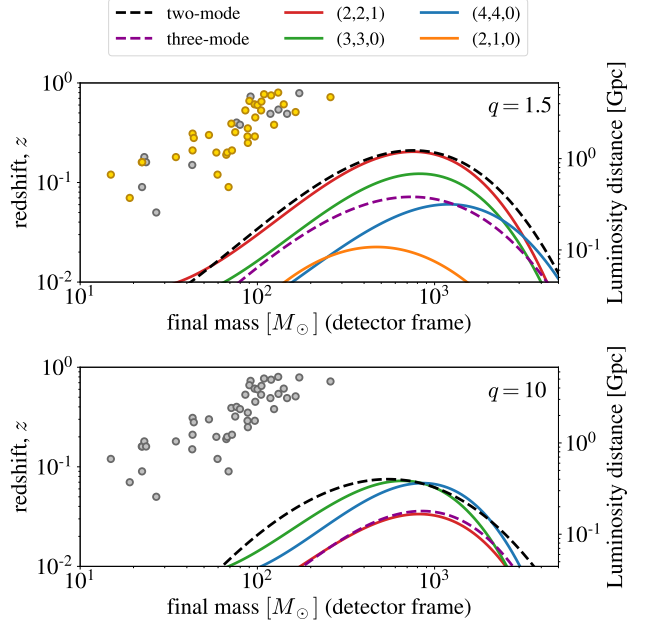 two-mode (2,2,1) (4,4,0)
three-mode (3,3,0) (2,1,0)
10^0
q = 1.5
10^0
10^{-1}
10^{-1}
10^{-2}
redshift, z
Luminosity distance [Gpc]
10^1 10^2 10^3
final mass [M_⊙] (detector frame)
10^0
q = 10
10^0
10^{-1}
10^{-1}
10^{-2}
redshift, z
Luminosity distance [Gpc]
10^1 10^2 10^3
final mass [M_⊙] (detector frame)